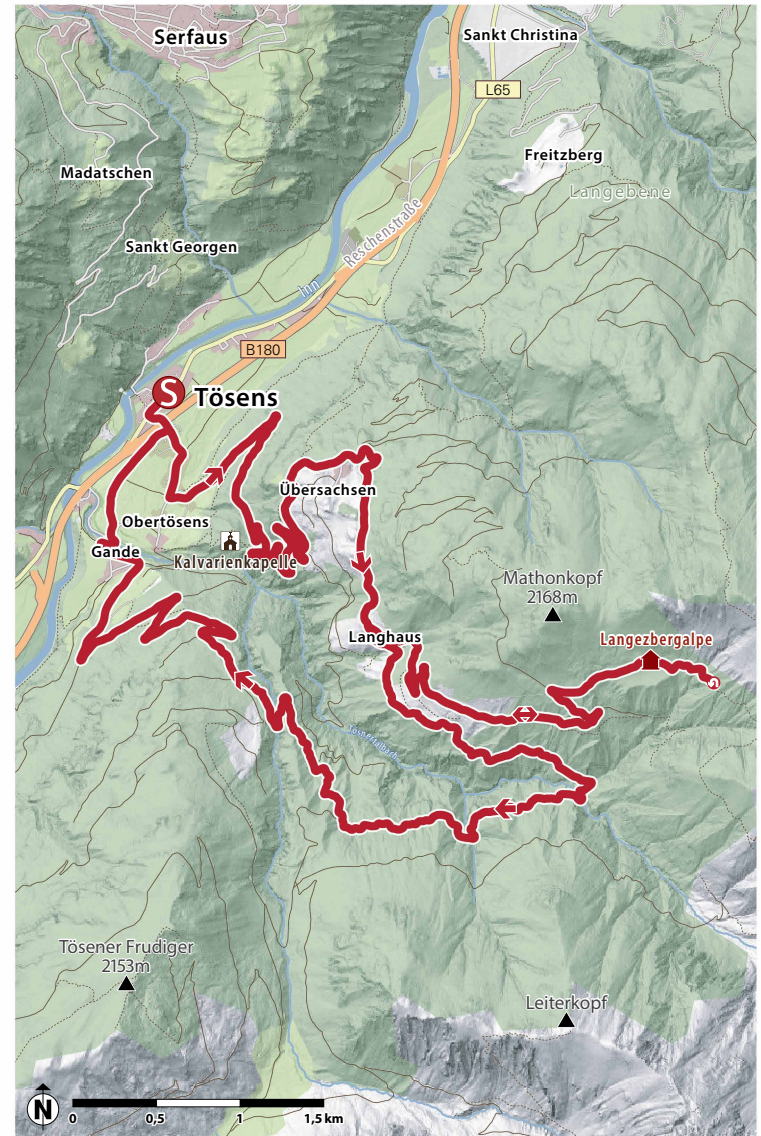 Serfaus
Sankt Christina
L65
Madatschen
Freitzberg
Langebene
Sankt Georgen
Reschenstraße
Inn
B180
S
Tösens
Übersachsen
Obertösens
Gande
Kalvarienkapelle
Mathonkopf
2168m
Langhaus
Langezbergalpe
Tösnertalbach
Tösener Frudiger
2153m
Leiterkopf
N
0
0,5
1
1,5 km